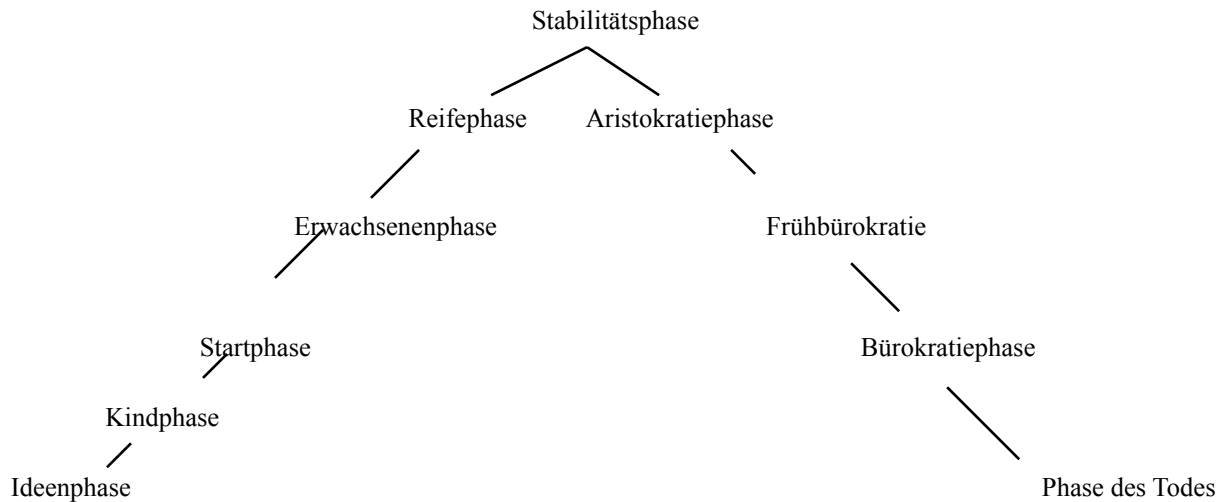 Stabilitätsphase
Reifephase Aristokratiephase
Erwachsenenphase Frühbürokratie
Startphase Bürokratiephase
Kindphase
Ideenphase Phase des Todes